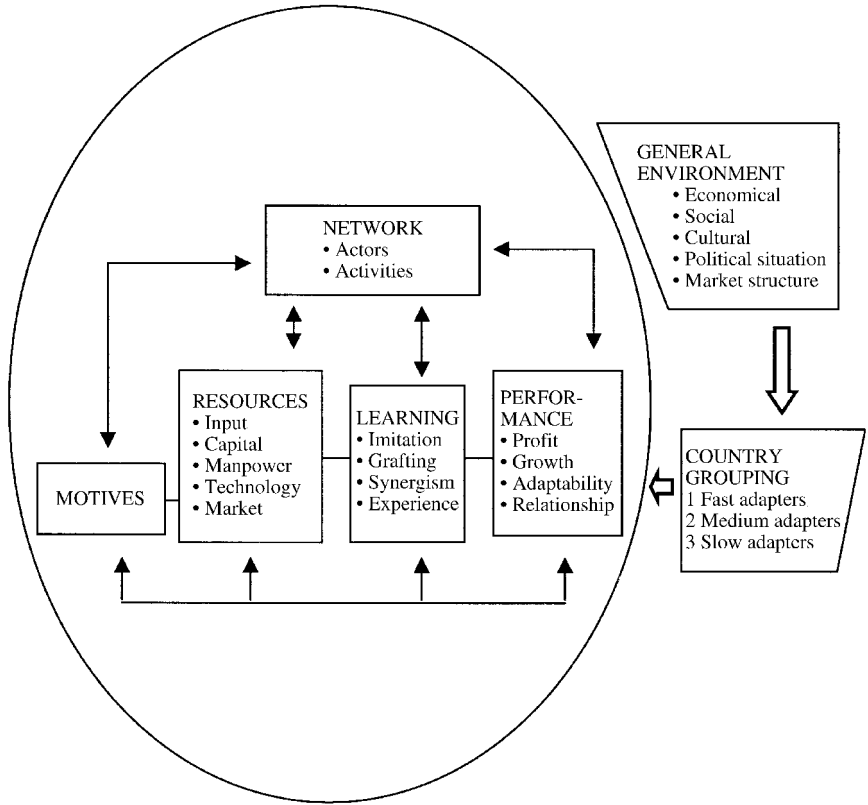 GENERAL
ENVIRONMENT
• Economical
• Social
• Cultural
• Political situation
• Market structure
NETWORK
• Actors
• Activities
RESOURCES
• Input
• Capital
• Manpower
• Technology
• Market
LEARNING
• Imitation
• Grafting
• Synergism
• Experience
PERFOR-
MANCE
• Profit
• Growth
• Adaptability
• Relationship
MOTIVES
COUNTRY
GROUPING
1 Fast adapters
2 Medium adapters
3 Slow adapters